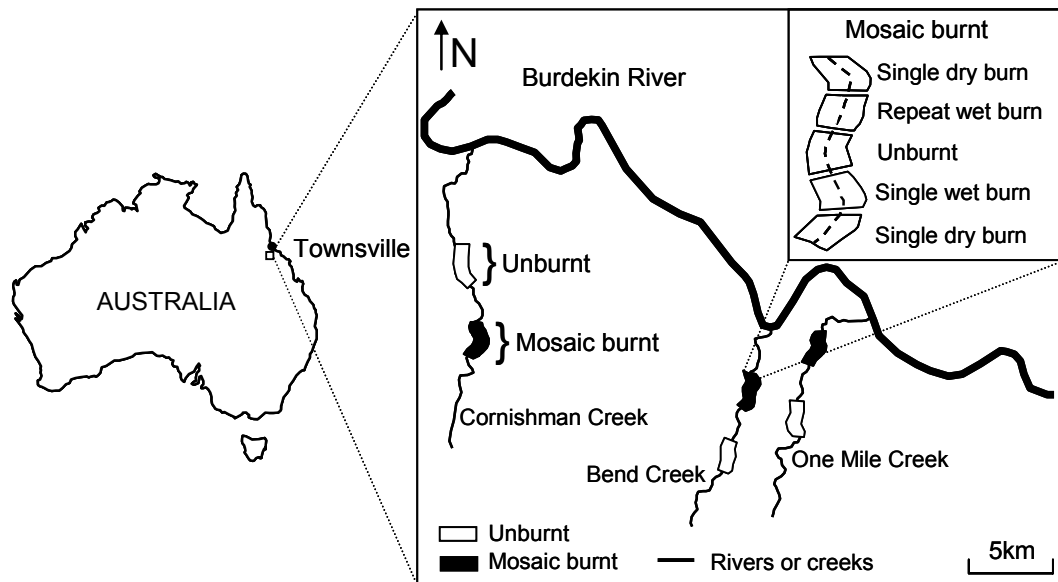 N
Burdekin River
Mosaic burnt
Single dry burn
Repeat wet burn
Unburnt
Single wet burn
Single dry burn
Townsville
AUSTRALIA
} Unburnt
} Mosaic burnt
Cornishman Creek
Bend Creek
One Mile Creek
Unburnt
Mosaic burnt
Rivers or creeks
5km